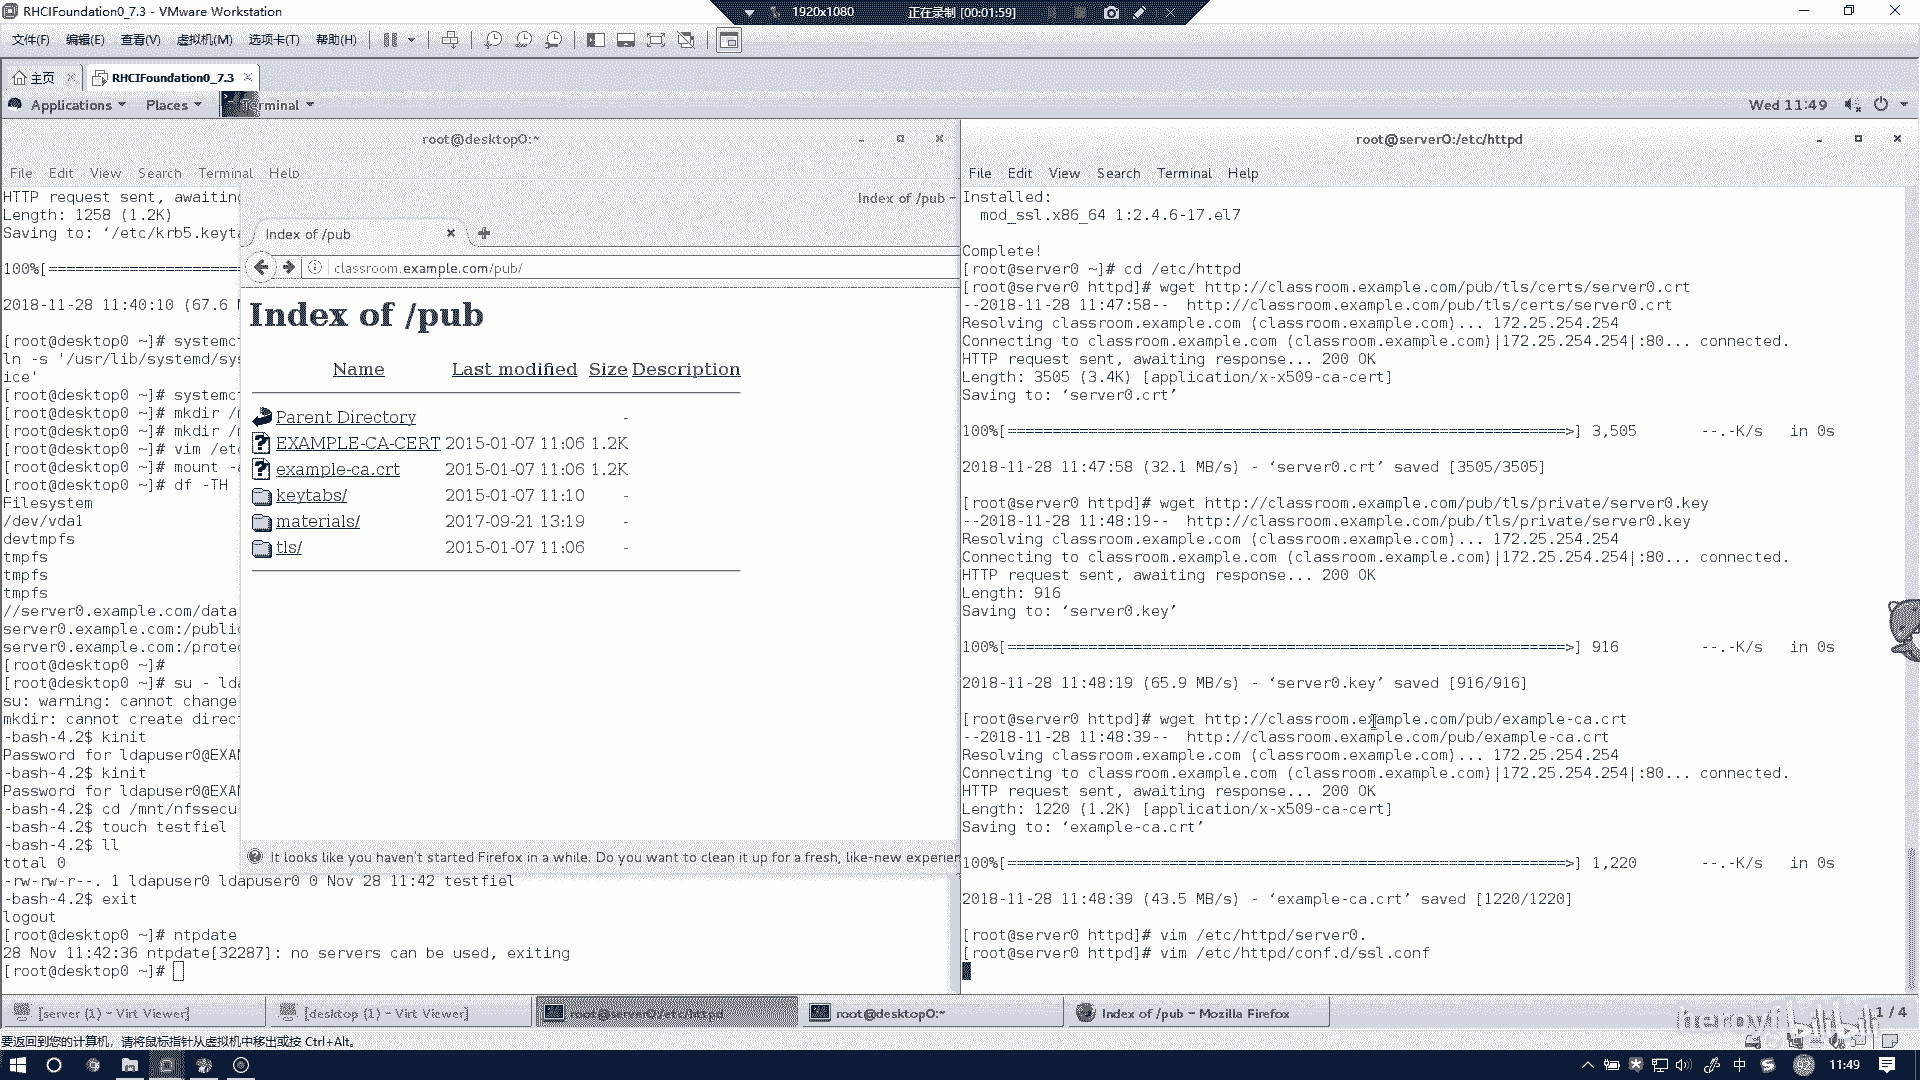 RHCIFoundation0_7.3 - VMware Workstation
1920x1080
正在录制 [00:01:59]
文件(F) 编辑(E) 查看(V) 虚拟机(M) 选项卡(T) 帮助(H)
主页
RHCIFoundation0_7.3
Applications Places Terminal
Wed 11:49
root@desktop0:~
File Edit View Search Terminal Help
HTTP request sent, awaiting
Length: 1258 (1.2K)
Saving to: ‘/etc/krb5.keyta
100%[======================
2018-11-28 11:40:10 (67.6 M
[root@desktop0 ~]# systemc
ln -s '/usr/lib/systemd/sys
ice'
[root@desktop0 ~]# systemc
[root@desktop0 ~]# mkdir /m
[root@desktop0 ~]# mkdir /m
[root@desktop0 ~]# vim /etc
[root@desktop0 ~]# mount -a
[root@desktop0 ~]# df -TH
Filesystem
/dev/vda1
devtmpfs
tmpfs
tmpfs
tmpfs
//server0.example.com/data
server0.example.com:/public
server0.example.com:/protec
[root@desktop0 ~]#
[root@desktop0 ~]# su - lda
su: warning: cannot change
mkdir: cannot create direct
-bash-4.2$ kinit
Password for ldapuser0@EXAM
-bash-4.2$ kinit
Password for ldapuser0@EXAM
-bash-4.2$ cd /mnt/nfssecu
-bash-4.2$ touch testfiel
-bash-4.2$ ll
total 0
-rw-rw-r--. 1 ldapuser0 ldapuser0 0 Nov 28 11:42 testfiel
-bash-4.2$ exit
logout
[root@desktop0 ~]# ntpdate
28 Nov 11:42:36 ntpdate[32287]: no servers can be used, exiting
[root@desktop0 ~]#
Index of /pub -
Index of /pub
classroom.example.com/pub/
Index of /pub
Name Last modified Size Description
Parent Directory -
EXAMPLE-CA-CERT 2015-01-07 11:06 1.2K
example-ca.crt 2015-01-07 11:06 1.2K
keytabs/ 2015-01-07 11:10 -
materials/ 2017-09-21 13:19 -
tls/ 2015-01-07 11:06 -
It looks like you haven't started Firefox in a while. Do you want to clean it up for a fresh, like-new experien
root@server0:/etc/httpd
File Edit View Search Terminal Help
Installed:
mod_ssl.x86_64 1:2.4.6-17.el7
Complete!
[root@server0 ~]# cd /etc/httpd
[root@server0 httpd]# wget http://classroom.example.com/pub/tls/certs/server0.crt
--2018-11-28 11:47:58-- http://classroom.example.com/pub/tls/certs/server0.crt
Resolving classroom.example.com (classroom.example.com)... 172.25.254.254
Connecting to classroom.example.com (classroom.example.com)|172.25.254.254|:80... connected.
HTTP request sent, awaiting response... 200 OK
Length: 3505 (3.4K) [application/x-x509-ca-cert]
Saving to: ‘server0.crt’
100%[==============================================================>] 3,505 --.-K/s in 0s
2018-11-28 11:47:58 (32.1 MB/s) - ‘server0.crt’ saved [3505/3505]
[root@server0 httpd]# wget http://classroom.example.com/pub/tls/private/server0.key
--2018-11-28 11:48:19-- http://classroom.example.com/pub/tls/private/server0.key
Resolving classroom.example.com (classroom.example.com)... 172.25.254.254
Connecting to classroom.example.com (classroom.example.com)|172.25.254.254|:80... connected.
HTTP request sent, awaiting response... 200 OK
Length: 916
Saving to: ‘server0.key’
100%[==============================================================>] 916 --.-K/s in 0s
2018-11-28 11:48:19 (65.9 MB/s) - ‘server0.key’ saved [916/916]
[root@server0 httpd]# wget http://classroom.example.com/pub/example-ca.crt
--2018-11-28 11:48:39-- http://classroom.example.com/pub/example-ca.crt
Resolving classroom.example.com (classroom.example.com)... 172.25.254.254
Connecting to classroom.example.com (classroom.example.com)|172.25.254.254|:80... connected.
HTTP request sent, awaiting response... 200 OK
Length: 1220 (1.2K) [application/x-x509-ca-cert]
Saving to: ‘example-ca.crt’
100%[==============================================================>] 1,220 --.-K/s in 0s
2018-11-28 11:48:39 (43.5 MB/s) - ‘example-ca.crt’ saved [1220/1220]
[root@server0 httpd]# vim /etc/httpd/server0.
[root@server0 httpd]# vim /etc/httpd/conf.d/ssl.conf
[server (1) - Virt Viewer]
[desktop (1) - Virt Viewer]
root@server0:/etc/httpd
root@desktop0:~
Index of /pub - Mozilla Firefox
1 / 4
heroyf bilibili
要返回到您的计算机，请将鼠标指针从虚拟机中移出或按 Ctrl+Alt。
中
92
11:49